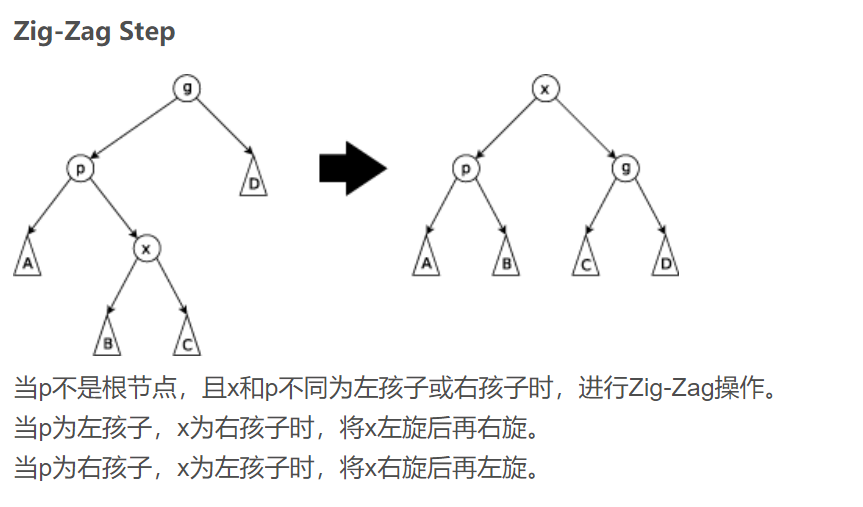 Zig-Zag Step
g x
p D p g
A x A B C D
B C
当p不是根节点，且x和p不同为左孩子或右孩子时，进行Zig-Zag操作。
当p为左孩子，x为右孩子时，将x左旋后再右旋。
当p为右孩子，x为左孩子时，将x右旋后再左旋。